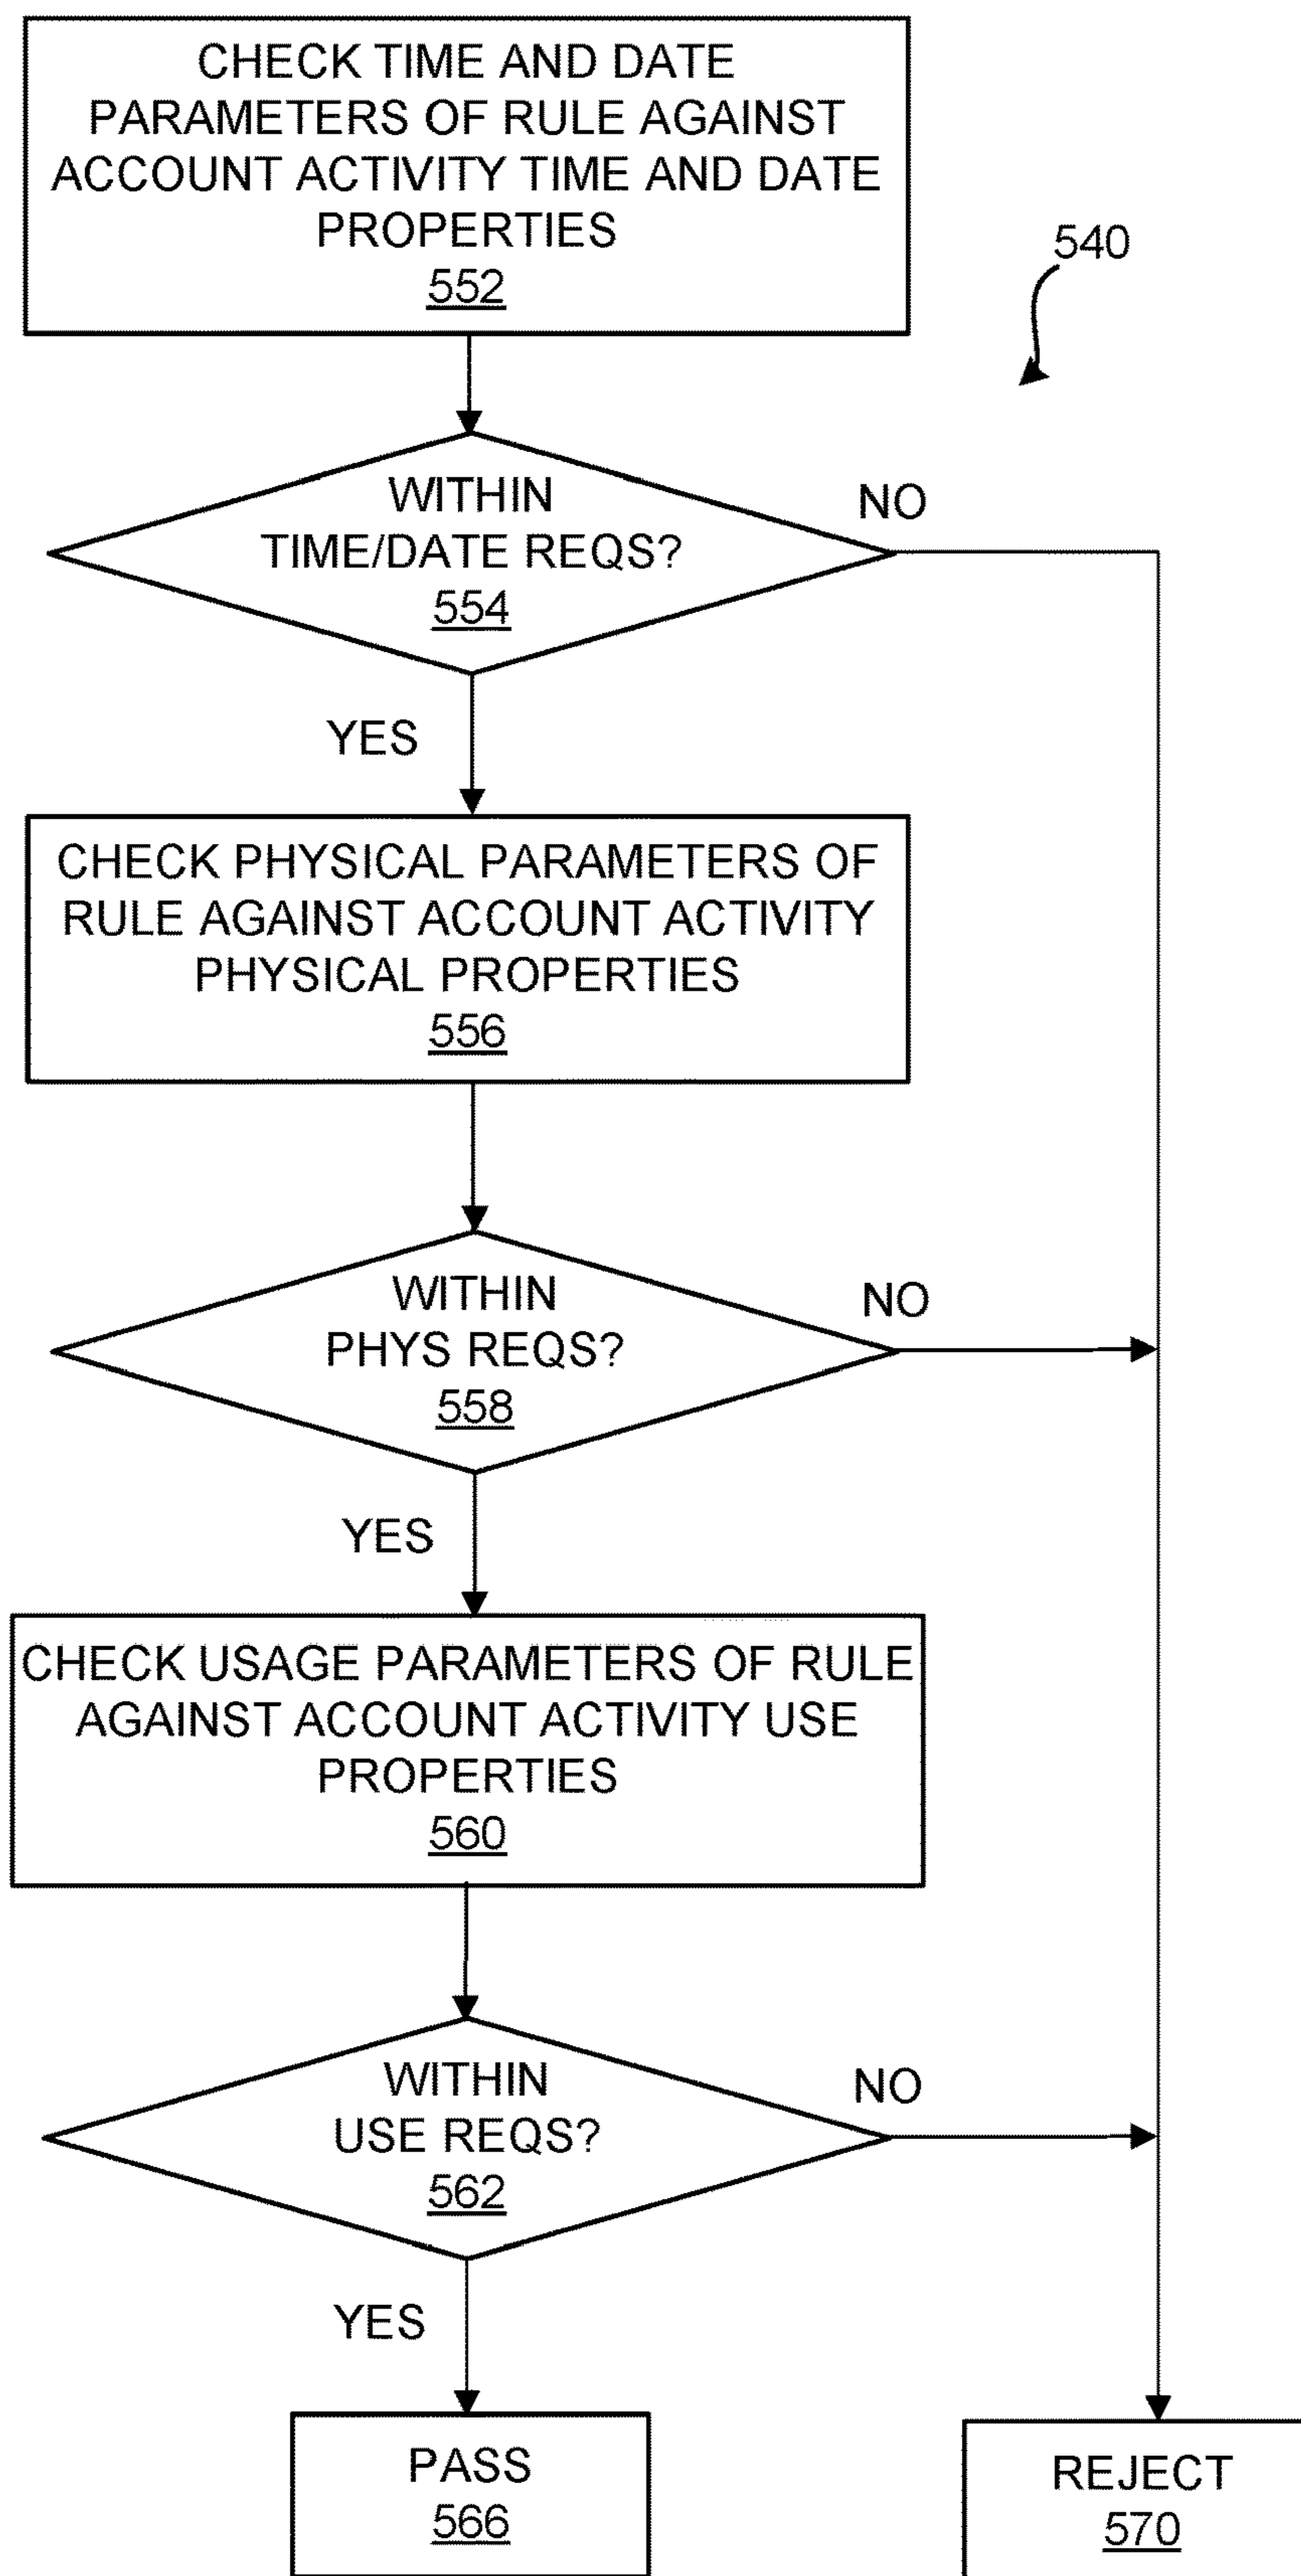 CHECK TIME AND DATE
PARAMETERS OF RULE AGAINST
ACCOUNT ACTIVITY TIME AND DATE
PROPERTIES
552
540
WITHIN
TIME/DATE REQS?
554
NO
YES
CHECK PHYSICAL PARAMETERS OF
RULE AGAINST ACCOUNT ACTIVITY
PHYSICAL PROPERTIES
556
WITHIN
PHYS REQS?
558
NO
YES
CHECK USAGE PARAMETERS OF RULE
AGAINST ACCOUNT ACTIVITY USE
PROPERTIES
560
WITHIN
USE REQS?
562
NO
YES
PASS
566
REJECT
570